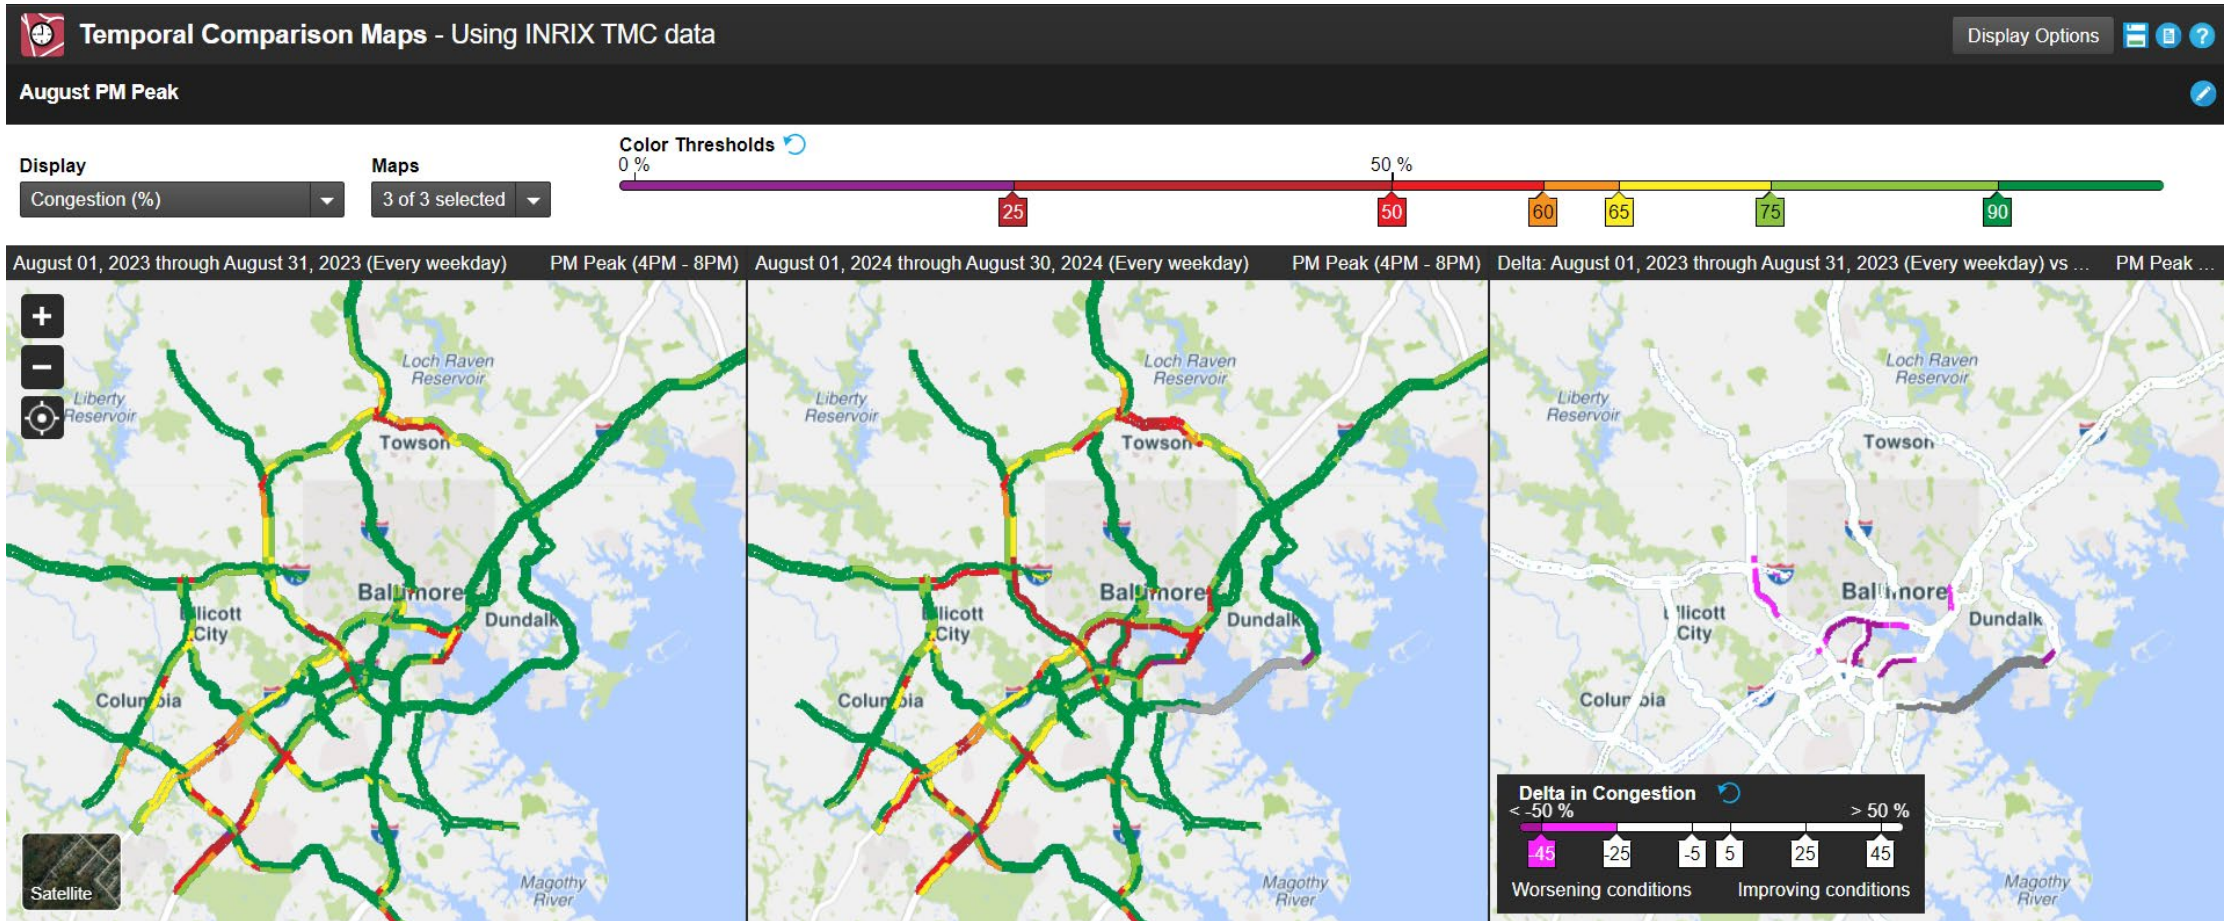 Temporal Comparison Maps - Using INRIX TMC data
Display Options
August PM Peak
Display
Congestion (%)
Maps
3 of 3 selected
Color Thresholds
0 %
50 %
25
50
60
65
75
90
August 01, 2023 through August 31, 2023 (Every weekday)
PM Peak (4PM - 8PM)
August 01, 2024 through August 30, 2024 (Every weekday)
PM Peak (4PM - 8PM)
Delta: August 01, 2023 through August 31, 2023 (Every weekday) vs ...
PM Peak ...
+
−
Loch Raven
Reservoir
Liberty
Reservoir
Towson
Baltimore
Dundalk
llicott
City
Columbia
Magothy
River
Satellite
Loch Raven
Reservoir
Liberty
Reservoir
Towson
Baltimore
Dundalk
llicott
City
Columbia
Magothy
River
Loch Raven
Reservoir
Liberty
Reservoir
Towson
Baltimore
Dundalk
llicott
City
Columbia
Magothy
River
Delta in Congestion
< -50 %
> 50 %
-45
-25
-5
5
25
45
Worsening conditions
Improving conditions